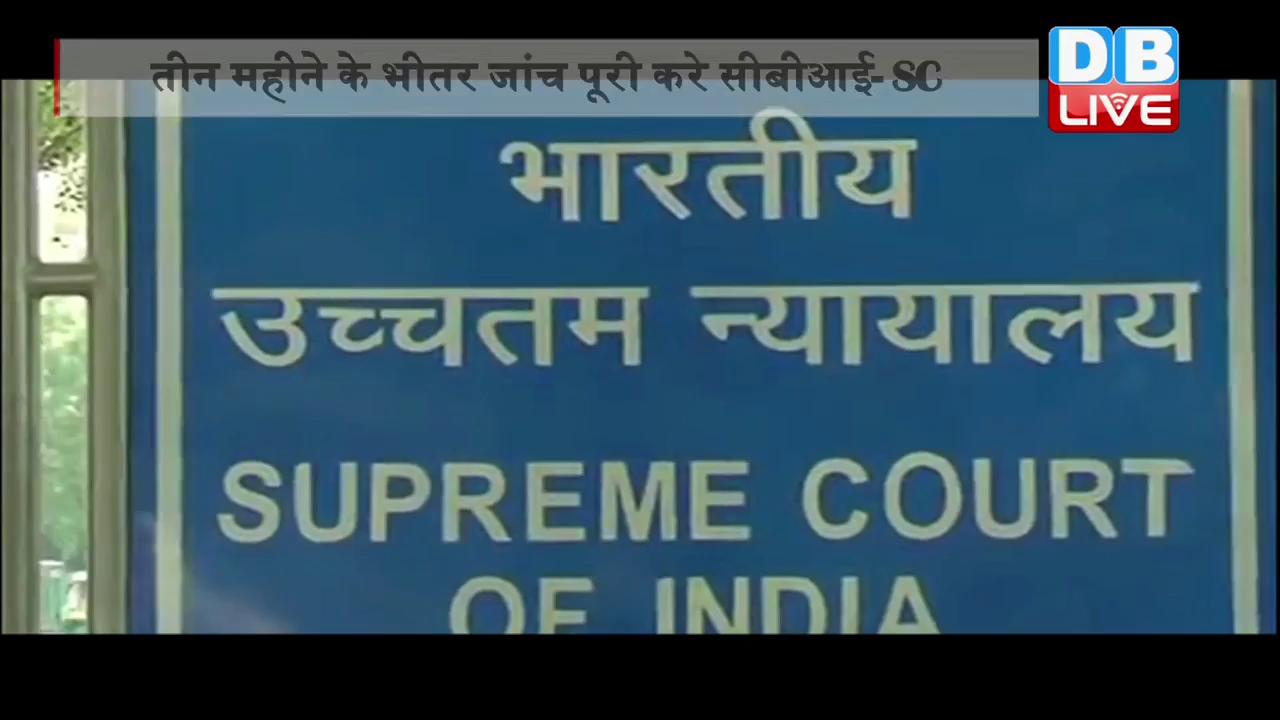 तीन महीने के भीतर जांच पूरी करे सीबीआई- SC
DB
LIVE
भारतीय
उच्चतम न्यायालय
SUPREME COURT
OF INDIA